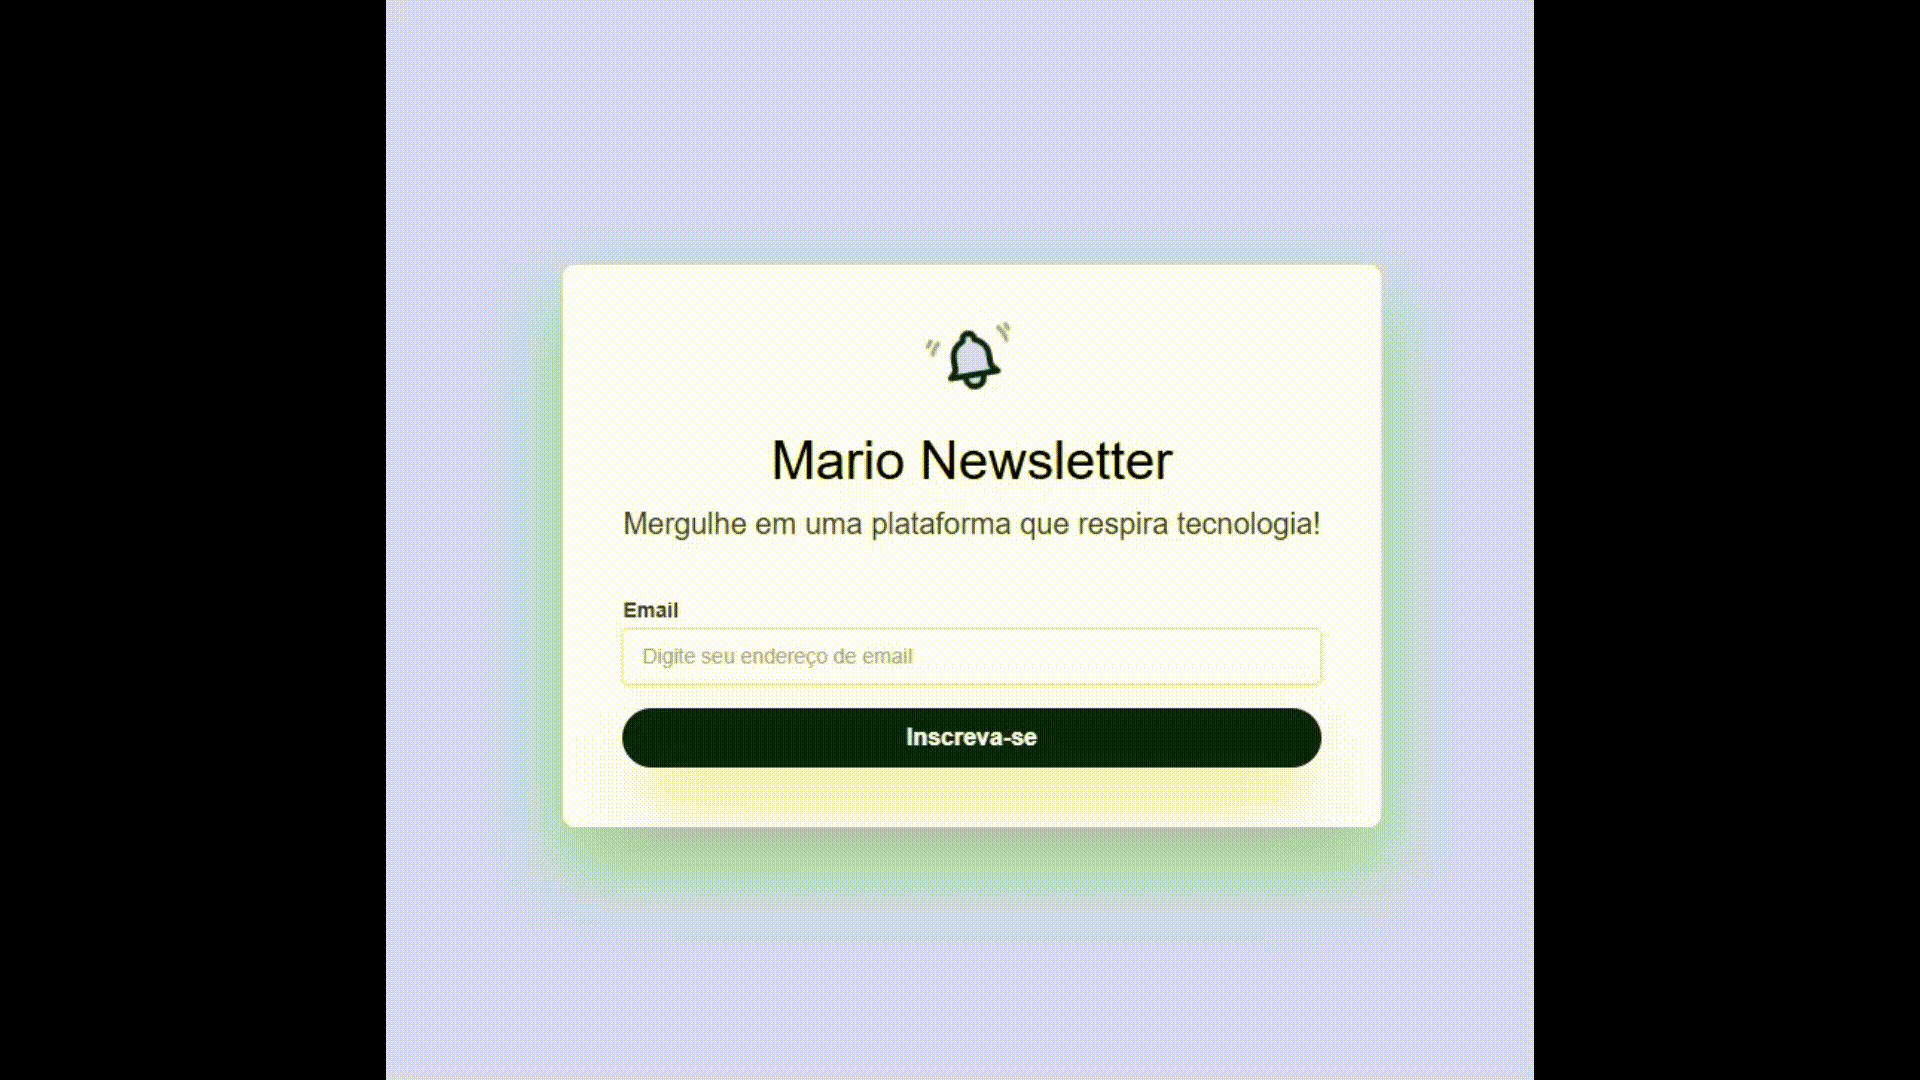 Mario Newsletter
Mergulhe em uma plataforma que respira tecnologia!
Email
Digite seu endereço de email
Inscreva-se